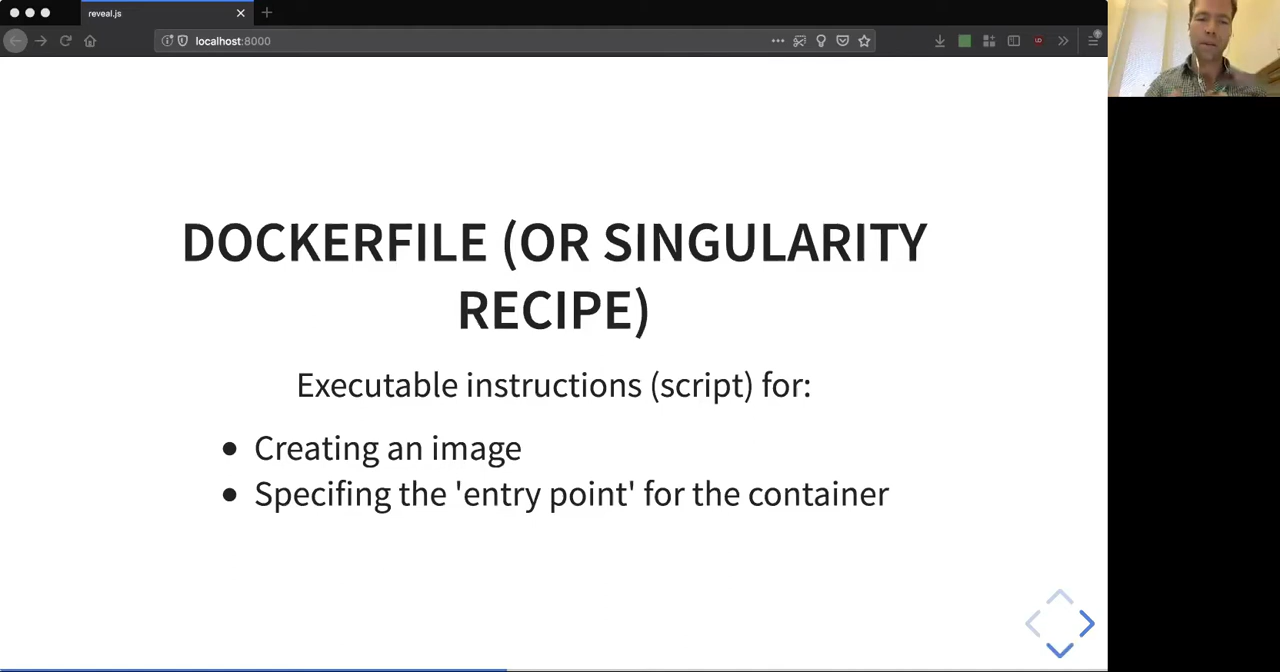 reveal.js
localhost:8000
DOCKERFILE (OR SINGULARITY
RECIPE)
Executable instructions (script) for:
Creating an image
Specifing the 'entry point' for the container